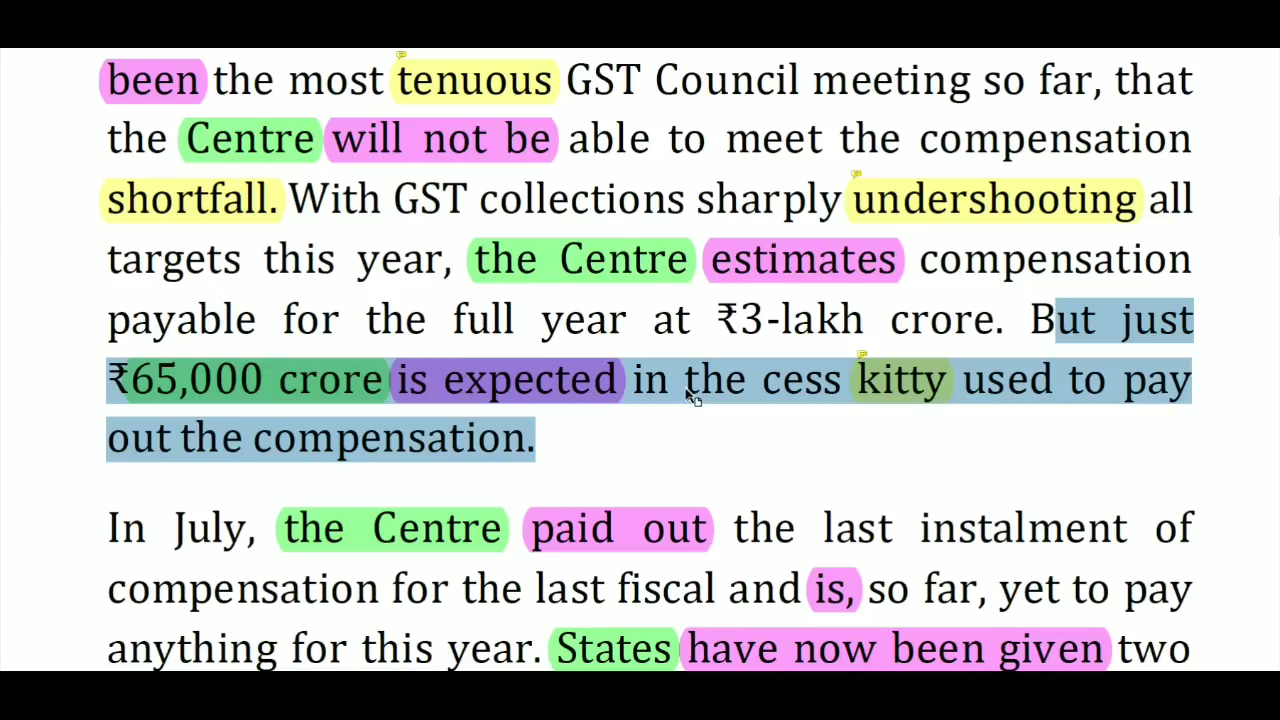 been the most tenuous GST Council meeting so far, that
the Centre will not be able to meet the compensation
shortfall. With GST collections sharply undershooting all
targets this year, the Centre estimates compensation
payable for the full year at ₹3-lakh crore. But just
₹65,000 crore is expected in the cess kitty used to pay
out the compensation.
In July, the Centre paid out the last instalment of
compensation for the last fiscal and is, so far, yet to pay
anything for this year. States have now been given two